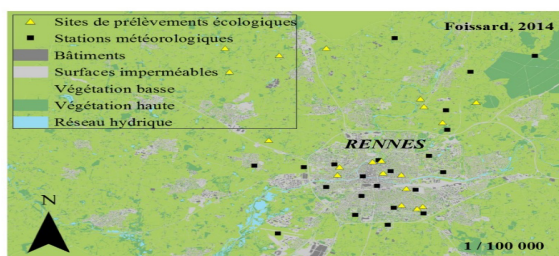 Sites de prélèvements écologiques
Foissard, 2014
Stations météorologiques
Bâtiments
Surfaces imperméables
Végétation basse
Végétation haute
Réseau hydrique
RENNES
N
1 / 100 000